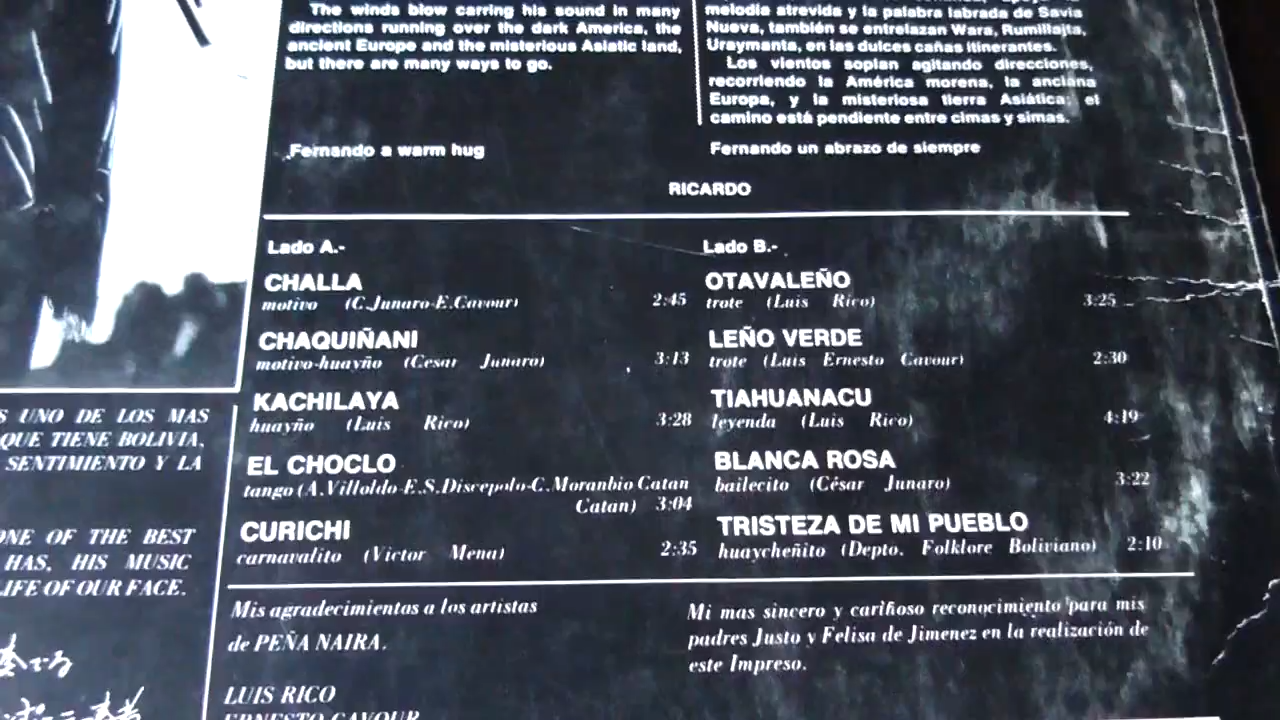 The winds blow carring his sound in many
directions running over the dark America, the
ancient Europe and the misterious Asiatic land,
but there are many ways to go.
melodía atrevida y la palabra labrada de Savia
Nueva, también se entrelazan Wara, Rumillajta,
Uraymanta, en las dulces cañas itinerantes.
Los vientos soplan agitando direcciones,
recorriendo la América morena, la anciana
Europa, y la misteriosa tierra Asiática; el
camino está pendiente entre cimas y simas.
Fernando a warm hug
Fernando un abrazo de siempre
RICARDO
Lado A.-
CHALLA
motivo (C.Junaro-E.Cavour) 2:45
CHAQUIÑANI
motivo-huayño (Cesar Junaro) 3:13
KACHILAYA
huayño (Luis Rico) 3:28
EL CHOCLO
tango (A.Villoldo-E.S.Discepolo-C.Moranbio Catan
Catan) 3:04
CURICHI
carnavalito (Victor Mena) 2:35
Lado B.-
OTAVALEÑO
trote (Luis Rico) 3:25
LEÑO VERDE
trote (Luis Ernesto Cavour) 2:30
TIAHUANACU
leyenda (Luis Rico) 4:19
BLANCA ROSA
bailecito (César Junaro) 3:22
TRISTEZA DE MI PUEBLO
huaycheñito (Depto. Folklore Boliviano) 2:10
UNO DE LOS MAS
QUE TIENE BOLIVIA,
SENTIMIENTO Y LA
ONE OF THE BEST
HAS, HIS MUSIC
LIFE OF OUR FACE.
Mis agradecimientos a los artistas
de PEÑA NAIRA.
LUIS RICO
ERNESTO CAVOUR
Mi mas sincero y cariñoso reconocimiento para mis
padres Justo y Felisa de Jimenez en la realización de
este Impreso.